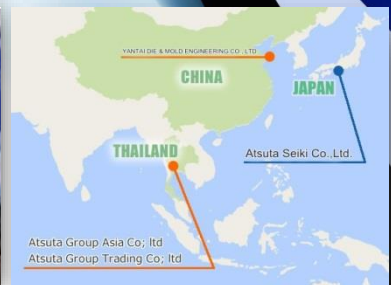 YANTAI DIE & MOLD ENGINEERING CO., LTD
CHINA
JAPAN
THAILAND
Atsuta Seiki Co.,Ltd.
Atsuta Group Asia Co; ltd
Atsuta Group Trading Co; ltd